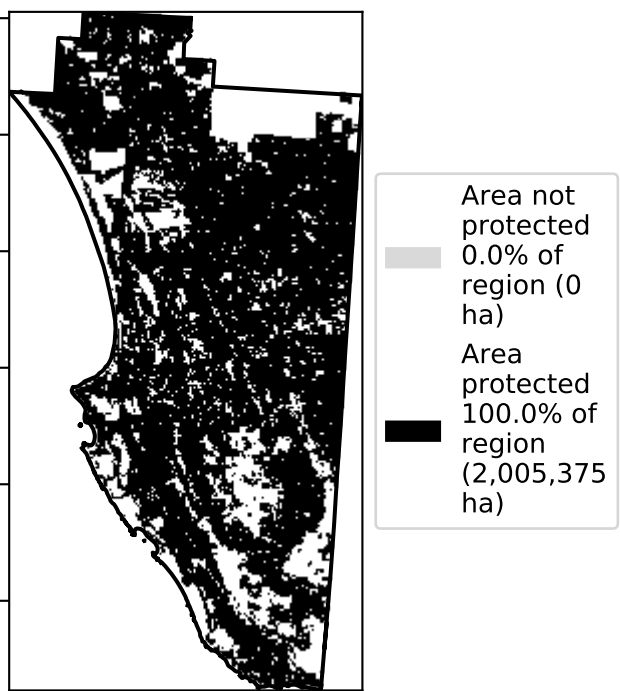 Area not
protected
0.0% of
region (0
ha)
Area
protected
100.0% of
region
(2,005,375
ha)